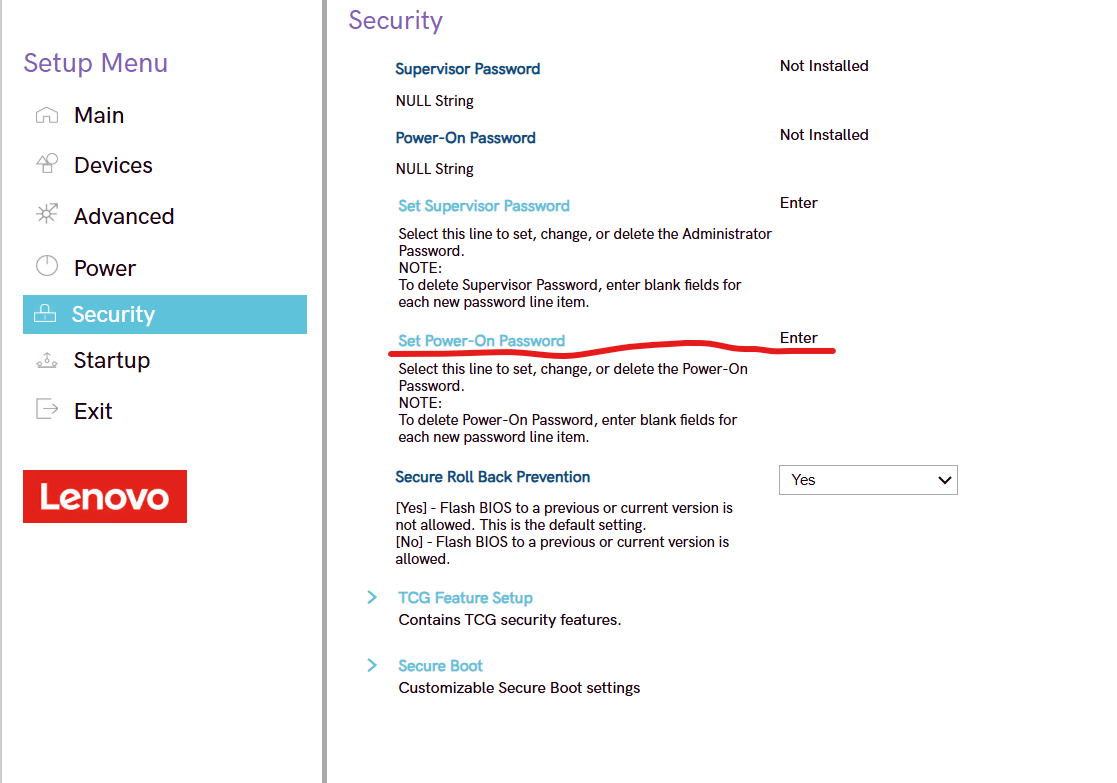 Setup Menu
Main
Devices
Advanced
Power
Security
Startup
Exit
Lenovo
Security
Supervisor Password Not Installed
NULL String
Power-On Password Not Installed
NULL String
Set Supervisor Password Enter
Select this line to set, change, or delete the Administrator
Password.
NOTE:
To delete Supervisor Password, enter blank fields for
each new password line item.
Set Power-On Password Enter
Select this line to set, change, or delete the Power-On
Password.
NOTE:
To delete Power-On Password, enter blank fields for
each new password line item.
Secure Roll Back Prevention Yes
[Yes] - Flash BIOS to a previous or current version is
not allowed. This is the default setting.
[No] - Flash BIOS to a previous or current version is
allowed.
TCG Feature Setup
Contains TCG security features.
Secure Boot
Customizable Secure Boot settings